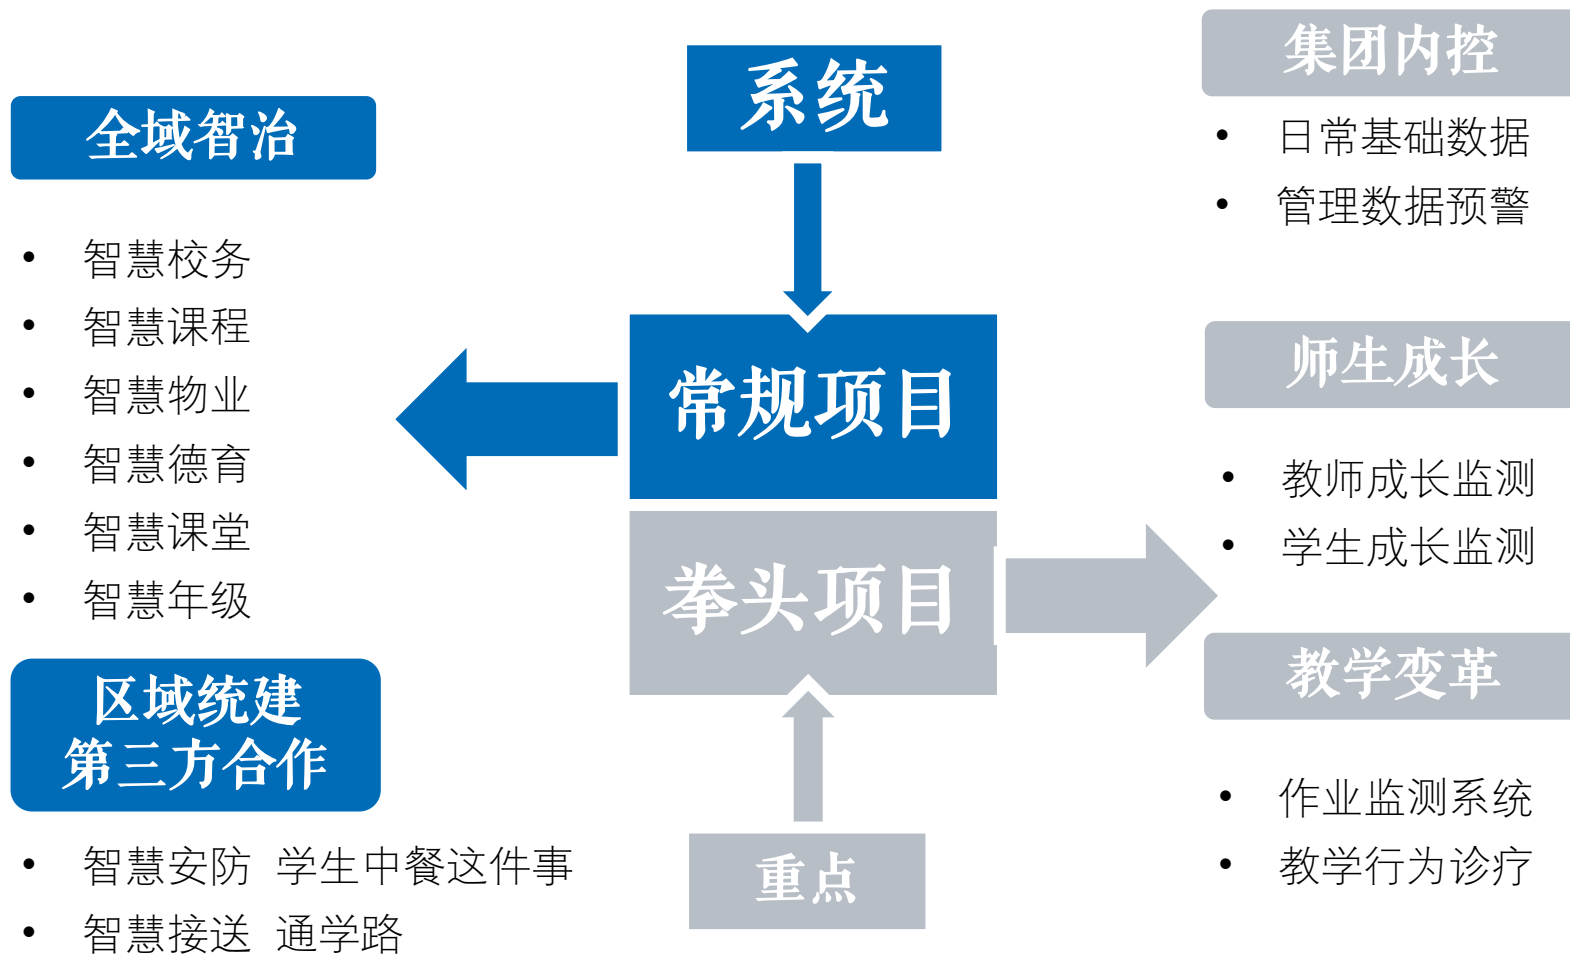 系统
全域智治
智慧校务
智慧课程
智慧物业
智慧德育
智慧课堂
智慧年级
区域统建
第三方合作
智慧安防 学生中餐这件事
智慧接送 通学路
常规项目
拳头项目
重点
集团内控
日常基础数据
管理数据预警
师生成长
教师成长监测
学生成长监测
教学变革
作业监测系统
教学行为诊疗